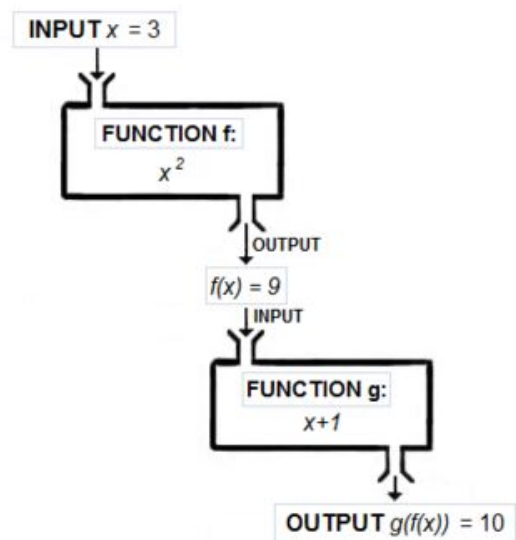 INPUT x = 3
FUNCTION f:
x²
OUTPUT
f(x) = 9
INPUT
FUNCTION g:
x+1
OUTPUT g(f(x)) = 10